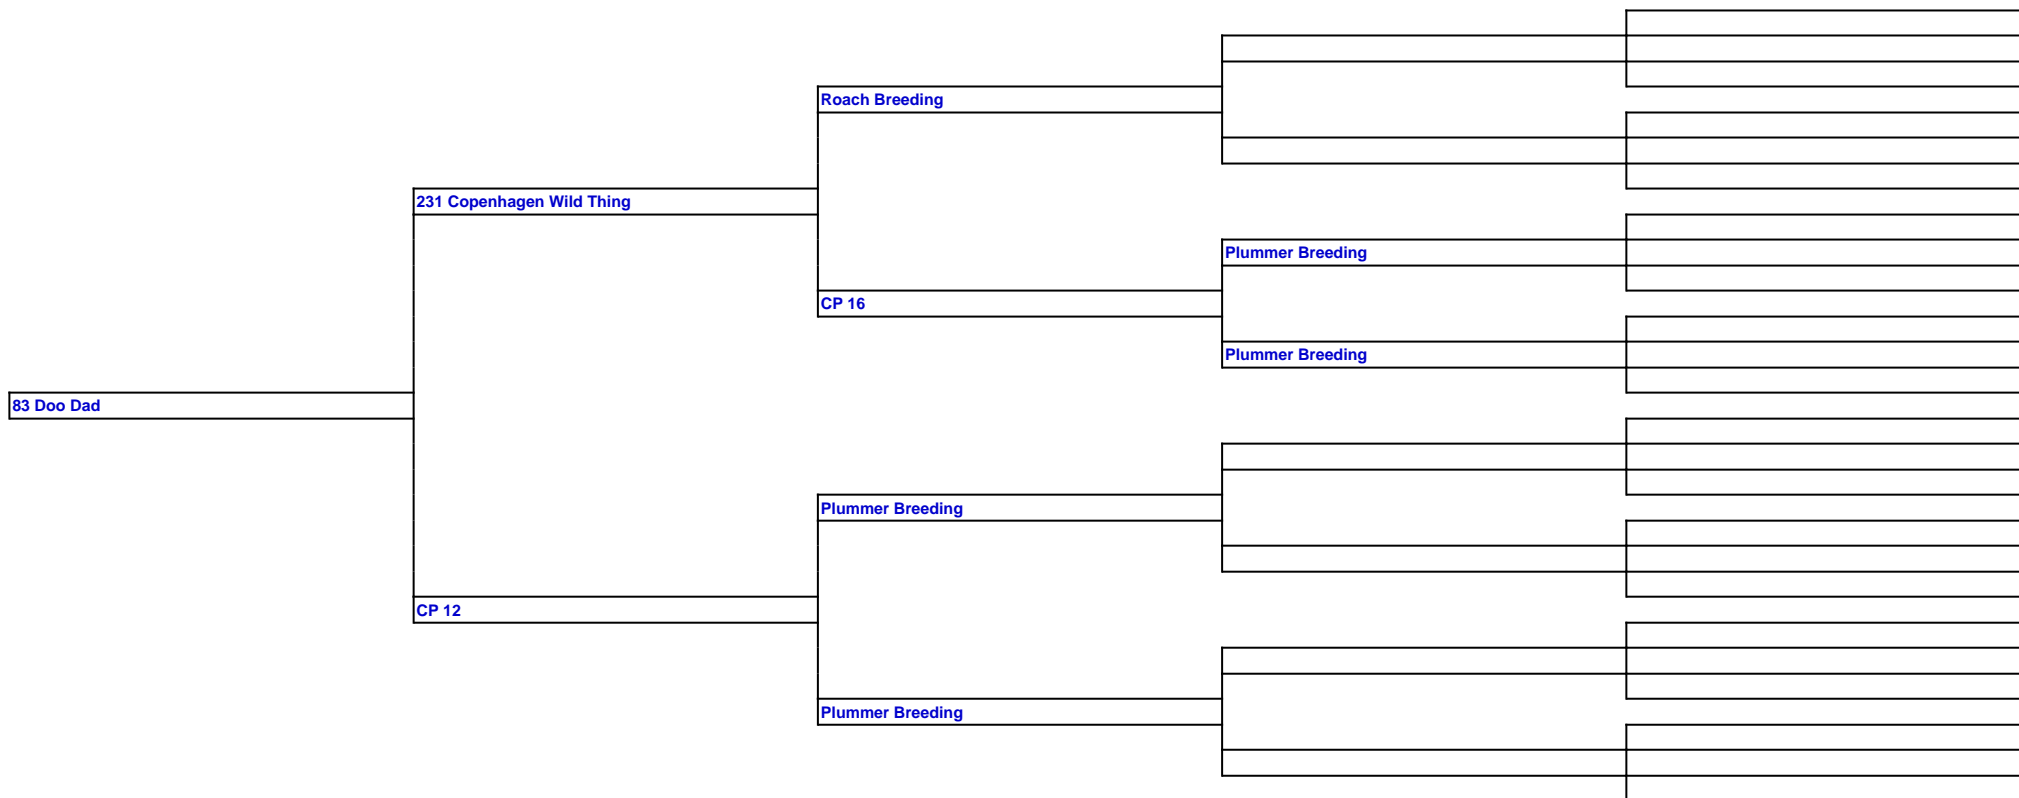 Roach Breeding
231 Copenhagen Wild Thing
Plummer Breeding
CP 16
Plummer Breeding
83 Doo Dad
Plummer Breeding
CP 12
Plummer Breeding